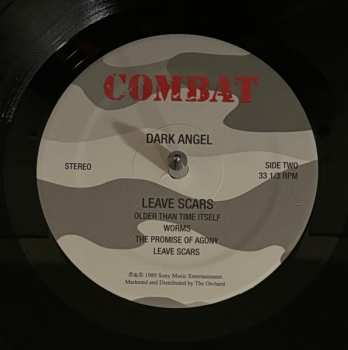 COMBAT
DARK ANGEL
STEREO
SIDE TWO
33 1/3 RPM
LEAVE SCARS
OLDER THAN TIME ITSELF
WORMS
THE PROMISE OF AGONY
LEAVE SCARS
1989 Sony Music Entertainment
Marketed and Distributed by The Orchard